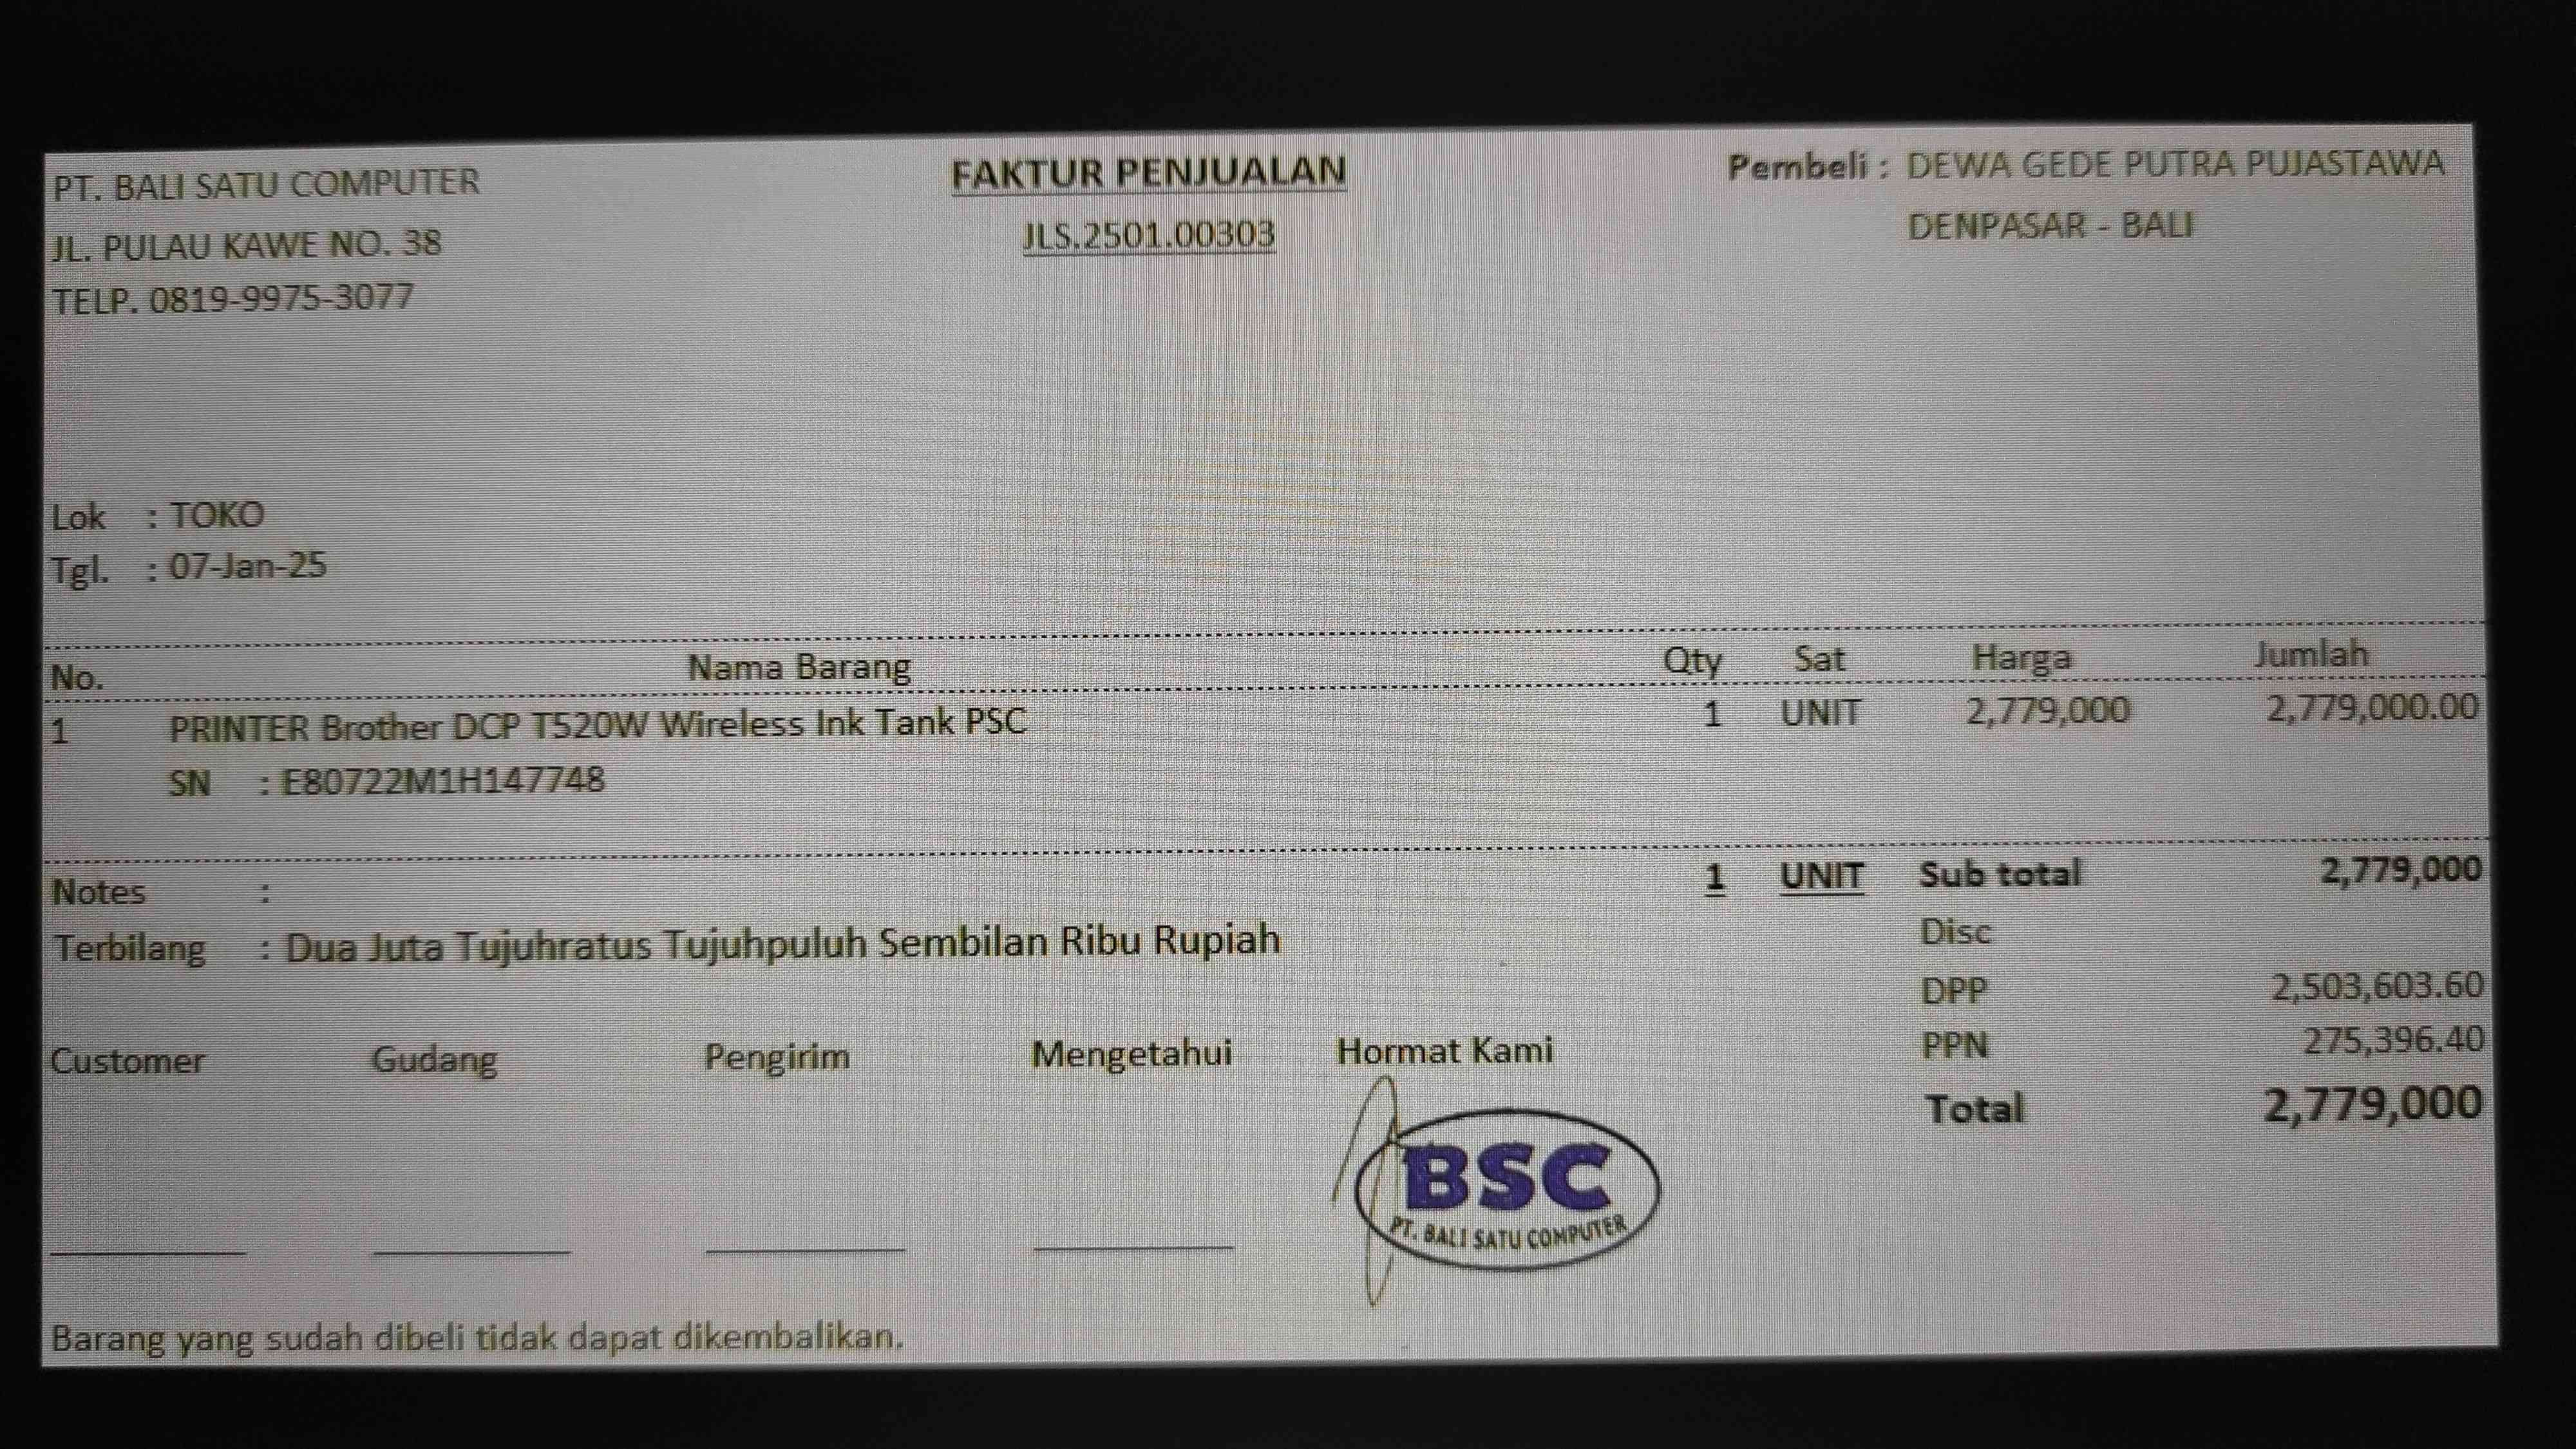 PT. BALI SATU COMPUTER
JL. PULAU KAWE NO. 38
TELP. 0819-9975-3077
FAKTUR PENJUALAN
JLS.2501.00303
Pembeli : DEWA GEDE PUTRA PUJASTAWA
DENPASAR - BALI
Lok : TOKO
Tgl. : 07-Jan-25
No. Nama Barang Qty Sat Harga Jumlah
1 PRINTER Brother DCP T520W Wireless Ink Tank PSC 1 UNIT 2,779,000 2,779,000.00
SN : E80722M1H147748
Notes : 1 UNIT Sub total 2,779,000
Terbilang : Dua Juta Tujuhratus Tujuhpuluh Sembilan Ribu Rupiah Disc
DPP 2,503,603.60
PPN 275,396.40
Total 2,779,000
Customer Gudang Pengirim Mengetahui Hormat Kami
BSC
PT. BALI SATU COMPUTER
Barang yang sudah dibeli tidak dapat dikembalikan.